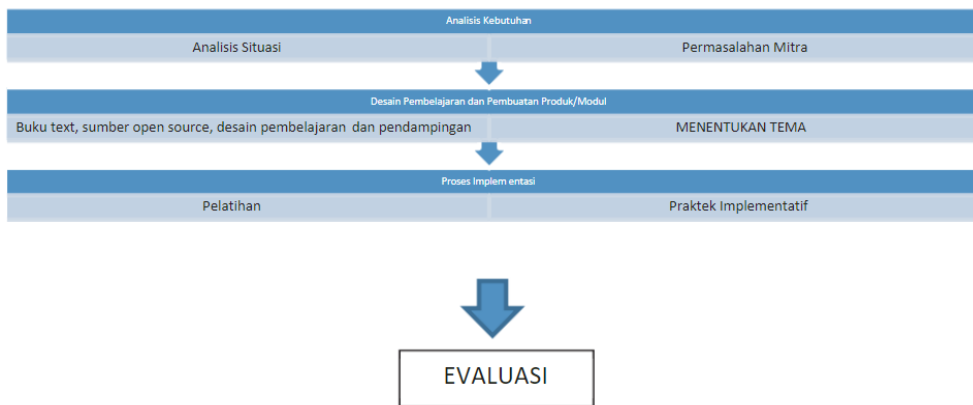 Analisis Kebutuhan
Analisis Situasi
Permasalahan Mitra
Desain Pembelajaran dan Pembuatan Produk/Modul
Buku text, sumber open source, desain pembelajaran dan pendampingan
MENENTUKAN TEMA
Proses Implem entasi
Pelatihan
Praktek Implementatif
EVALUASI